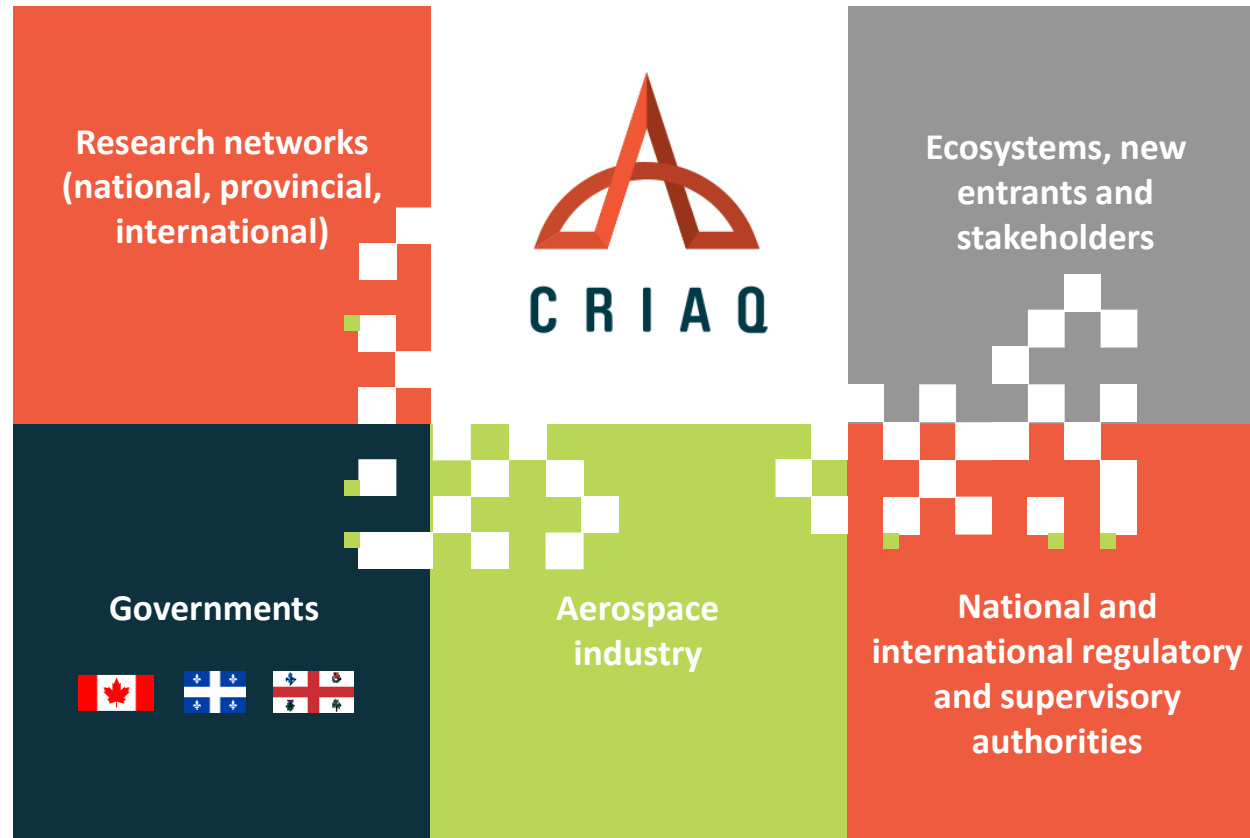 Research networks
(national, provincial,
international)
CRIAQ
Ecosystems, new
entrants and
stakeholders
Governments
Aerospace
industry
National and
international regulatory
and supervisory
authorities